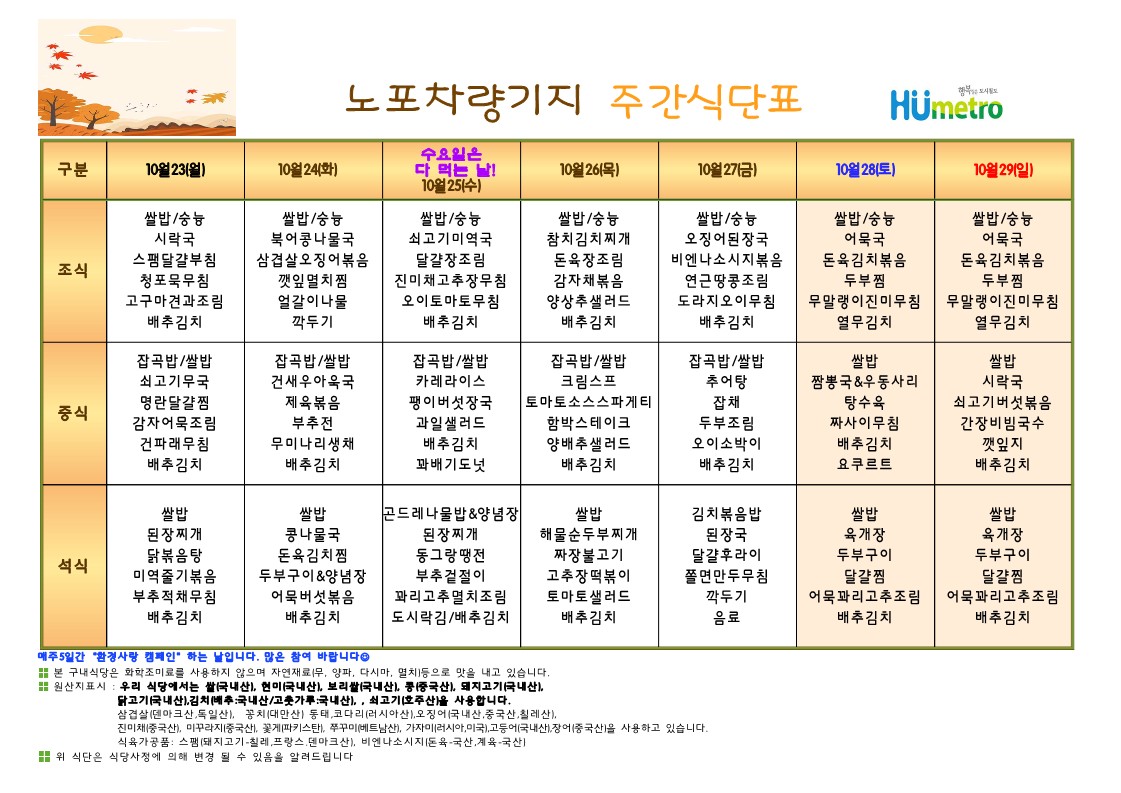 노포차량기지 주간식단표
행복을 잇는 도시철도
Hümetro
구분 10월23(월) 10월24(화) 수요일은 다 먹는 날! 10월25(수) 10월26(목) 10월27(금) 10월28(토) 10월29(일)
조식
쌀밥/숭늉 쌀밥/숭늉 쌀밥/숭늉 쌀밥/숭늉 쌀밥/숭늉 쌀밥/숭늉 쌀밥/숭늉
시락국 북어콩나물국 쇠고기미역국 참치김치찌개 오징어된장국 어묵국 어묵국
스팸달걀부침 삼겹살오징어볶음 달걀장조림 돈육장조림 비엔나소시지볶음 돈육김치볶음 돈육김치볶음
청포묵무침 깻잎멸치찜 진미채고추장무침 감자채볶음 연근땅콩조림 두부찜 두부찜
고구마견과조림 얼갈이나물 오이토마토무침 양상추샐러드 도라지오이무침 무말랭이진미무침 무말랭이진미무침
배추김치 깍두기 배추김치 배추김치 배추김치 열무김치 열무김치
중식
잡곡밥/쌀밥 잡곡밥/쌀밥 잡곡밥/쌀밥 잡곡밥/쌀밥 잡곡밥/쌀밥 쌀밥 쌀밥
쇠고기무국 건새우아욱국 카레라이스 크림스프 추어탕 짬뽕국&우동사리 시락국
명란달걀찜 제육볶음 팽이버섯장국 토마토소스스파게티 잡채 탕수육 쇠고기버섯볶음
감자어묵조림 부추전 과일샐러드 함박스테이크 두부조림 짜사이무침 간장비빔국수
건파래무침 무미나리생채 배추김치 양배추샐러드 오이소박이 배추김치 깻잎지
배추김치 배추김치 꽈배기도넛 배추김치 배추김치 요쿠르트 배추김치
석식
쌀밥 쌀밥 곤드레나물밥&양념장 쌀밥 김치볶음밥 쌀밥 쌀밥
된장찌개 콩나물국 된장찌개 해물순두부찌개 된장국 육개장 육개장
닭볶음탕 돈육김치찜 동그랑땡전 짜장불고기 달걀후라이 두부구이 두부구이
미역줄기볶음 두부구이&양념장 부추겉절이 고추장떡볶이 쫄면만두무침 달걀찜 달걀찜
부추적채무침 어묵버섯볶음 꽈리고추멸치조림 토마토샐러드 깍두기 어묵꽈리고추조림 어묵꽈리고추조림
배추김치 배추김치 도시락김/배추김치 배추김치 음료 배추김치 배추김치
매주5일간 "환경사랑 캠페인" 하는 날입니다. 많은 참여 바랍니다☺
본 구내식당은 화학조미료를 사용하지 않으며 자연재료(무, 양파, 다시마, 멸치)등으로 맛을 내고 있습니다.
원산지표시 : 우리 식당에서는 쌀(국내산), 현미(국내산), 보리쌀(국내산), 콩(중국산), 돼지고기(국내산),
닭고기(국내산),김치(배추:국내산/고춧가루:국내산), , 쇠고기(호주산)을 사용합니다.
삼겹살(덴마크산,독일산), 꽁치(대만산) 동태,코다리(러시아산),오징어(국내산,중국산,칠레산),
진미채(중국산), 미꾸라지(중국산), 꽃게(파키스탄), 쭈꾸미(베트남산), 가자미(러시아,미국),고등어(국내산),장어(중국산)을 사용하고 있습니다.
식육가공품: 스팸(돼지고기-칠레,프랑스.덴마크산), 비엔나소시지(돈육-국산,계육-국산)
위 식단은 식당사정에 의해 변경 될 수 있음을 알려드립니다